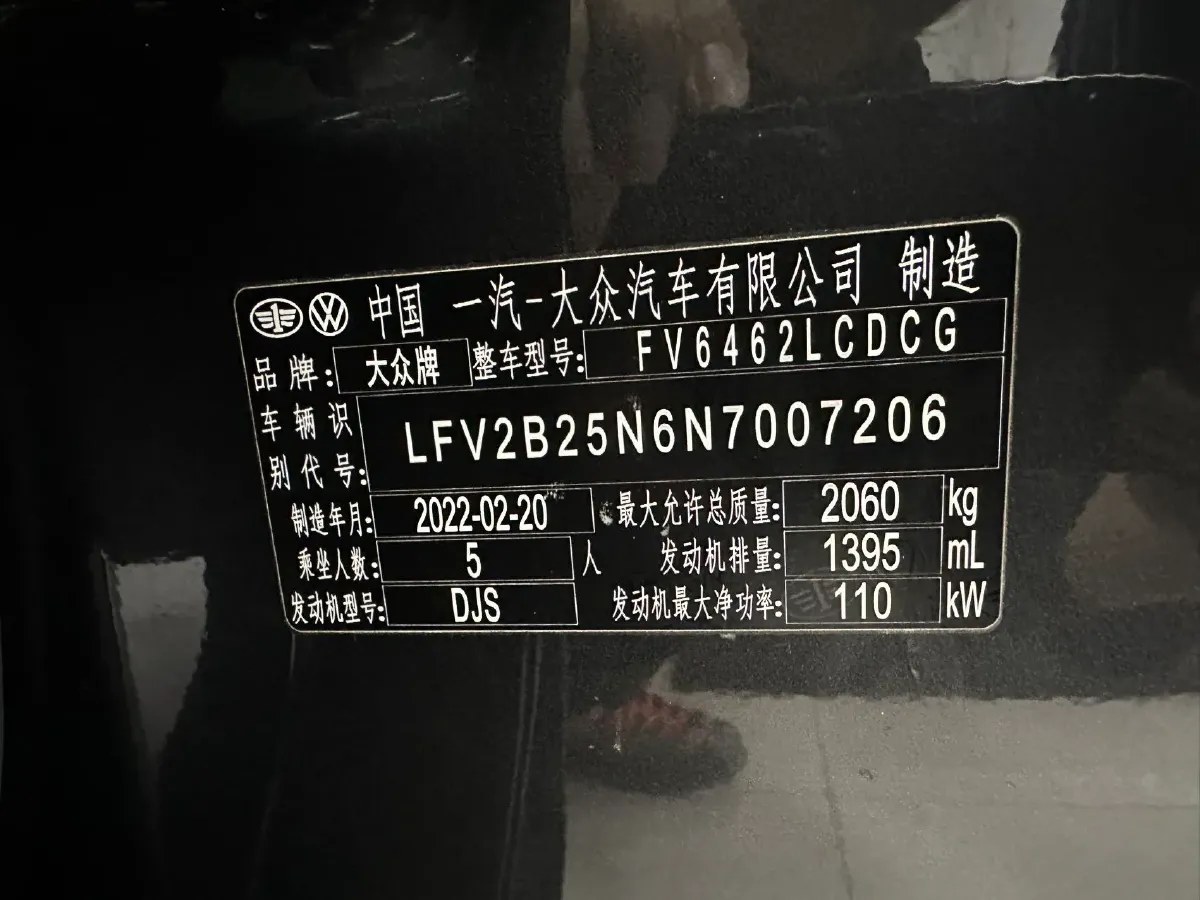 中国 一汽-大众汽车有限公司 制造
品牌: 大众牌 整车型号: FV6462LCDCG
车辆识别代号: LFV2B25N6N7007206
制造年月: 2022-02-20 最大允许总质量: 2060 kg
乘坐人数: 5 人 发动机排量: 1395 mL
发动机型号: DJS 发动机最大净功率: 110 kW